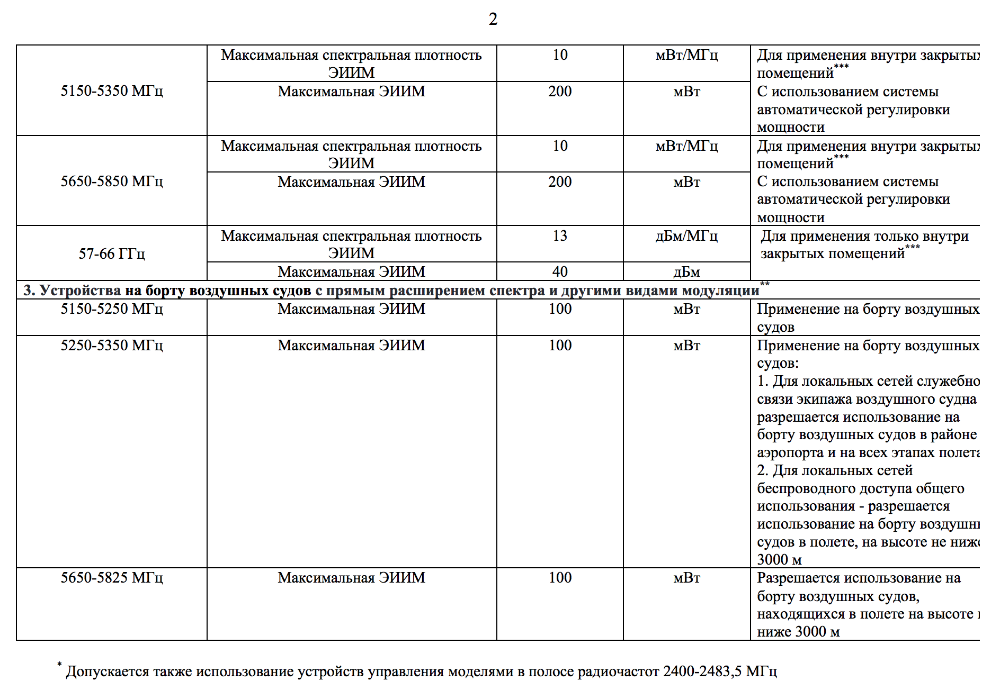 2
5150-5350 МГц
Максимальная спектральная плотность
ЭИИМ
10
мВт/МГц
Для применения внутри закрытых
помещений***
Максимальная ЭИИМ
200
мВт
С использованием системы
автоматической регулировки
мощности
5650-5850 МГц
Максимальная спектральная плотность
ЭИИМ
10
мВт/МГц
Для применения внутри закрытых
помещений***
Максимальная ЭИИМ
200
мВт
С использованием системы
автоматической регулировки
мощности
57-66 ГГц
Максимальная спектральная плотность
ЭИИМ
13
дБм/МГц
Для применения только внутри
закрытых помещений***
Максимальная ЭИИМ
40
дБм
3. Устройства на борту воздушных судов с прямым расширением спектра и другими видами модуляции**
5150-5250 МГц
Максимальная ЭИИМ
100
мВт
Применение на борту воздушных
судов
5250-5350 МГц
Максимальная ЭИИМ
100
мВт
Применение на борту воздушных
судов:
1. Для локальных сетей служебно
связи экипажа воздушного судна
разрешается использование на
борту воздушных судов в районе
аэропорта и на всех этапах полета
2. Для локальных сетей
беспроводного доступа общего
использования - разрешается
использование на борту воздушн
судов в полете, на высоте не ниже
3000 м
5650-5825 МГц
Максимальная ЭИИМ
100
мВт
Разрешается использование на
борту воздушных судов,
находящихся в полете на высоте
ниже 3000 м
* Допускается также использование устройств управления моделями в полосе радиочастот 2400-2483,5 МГц